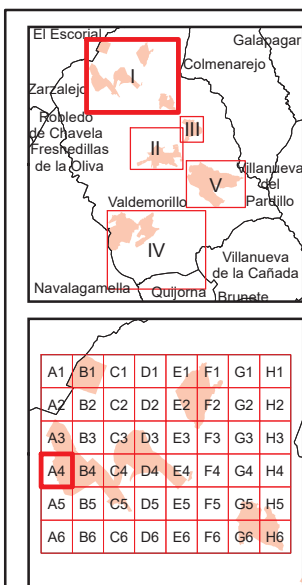 El Escorial
Galapagar
I
Colmenarejo
Zarzalejo
Robledo
de Chavela
III
Fresnedillas
de la Oliva
II
V
Villanueva
del
Pardillo
Valdemorillo
IV
Villanueva
de la Cañada
Navalagamella
Quijorna
Brunete
A1 B1 C1 D1 E1 F1 G1 H1
A2 B2 C2 D2 E2 F2 G2 H2
A3 B3 C3 D3 E3 F3 G3 H3
A4 B4 C4 D4 E4 F4 G4 H4
A5 B5 C5 D5 E5 F5 G5 H5
A6 B6 C6 D6 E6 F6 G6 H6